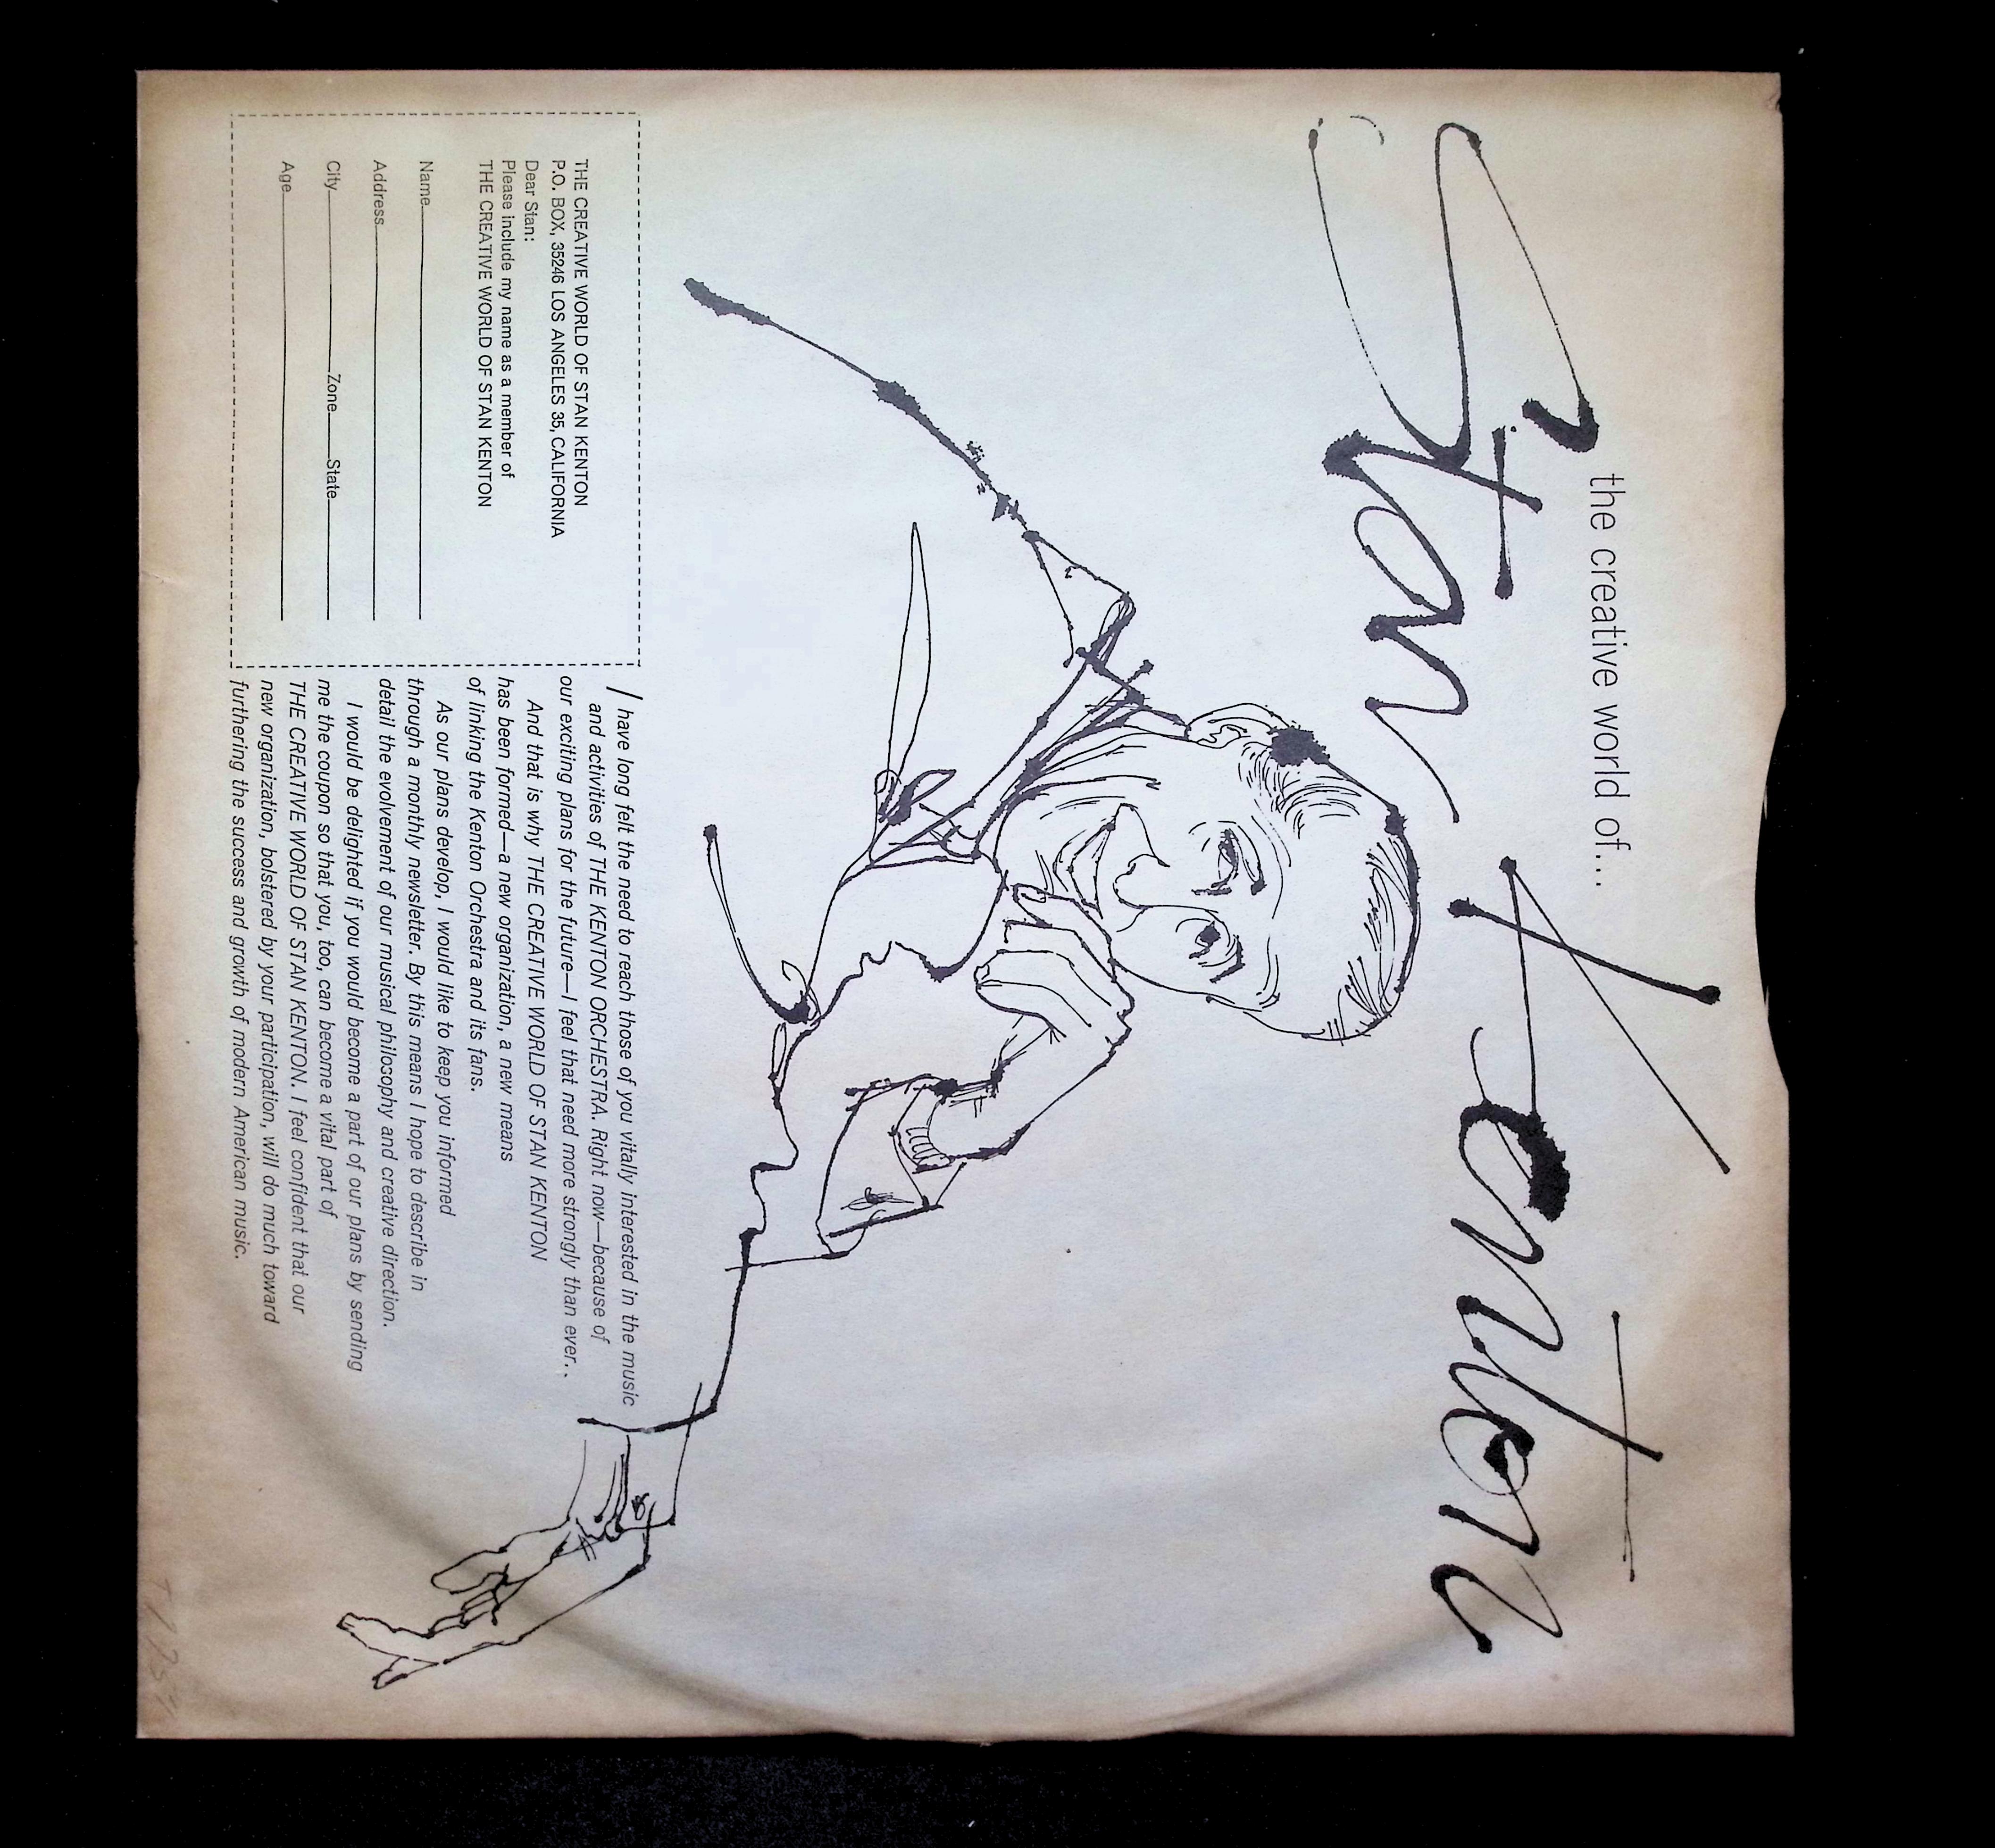 the creative world of...
Stan Kenton
THE CREATIVE WORLD OF STAN KENTON
P.O. BOX, 35246 LOS ANGELES 35, CALIFORNIA
Dear Stan:
Please include my name as a member of
THE CREATIVE WORLD OF STAN KENTON
Name
Address
City Zone State
Age
I have long felt the need to reach those of you vitally interested in the music
and activities of THE KENTON ORCHESTRA. Right now—because of
our exciting plans for the future—I feel that need more strongly than ever..
And that is why THE CREATIVE WORLD OF STAN KENTON
has been formed—a new organization, a new means
of linking the Kenton Orchestra and its fans.
As our plans develop, I would like to keep you informed
through a monthly newsletter. By this means I hope to describe in
detail the evolvement of our musical philosophy and creative direction.
I would be delighted if you would become a part of our plans by sending
me the coupon so that you, too, can become a vital part of
THE CREATIVE WORLD OF STAN KENTON. I feel confident that our
new organization, bolstered by your participation, will do much toward
furthering the success and growth of modern American music.